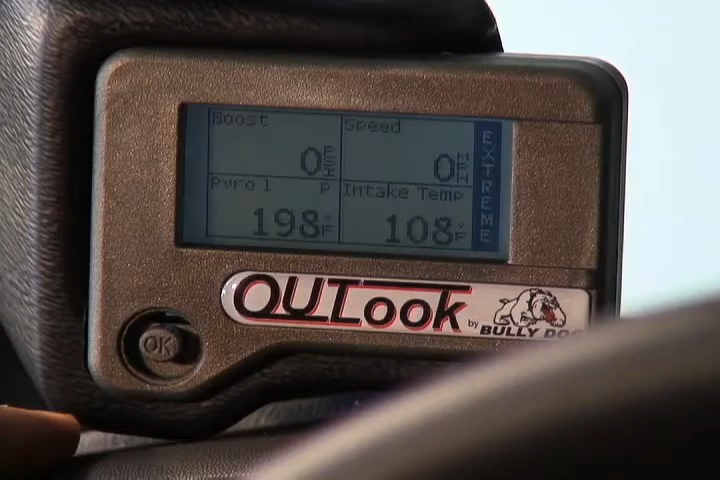 Boost Speed
0 PSI 0 MPH
Pyro 1 P Intake Temp
198 °F 108 °F
EXTREME
OUTLook
by BULLY DOG
OK